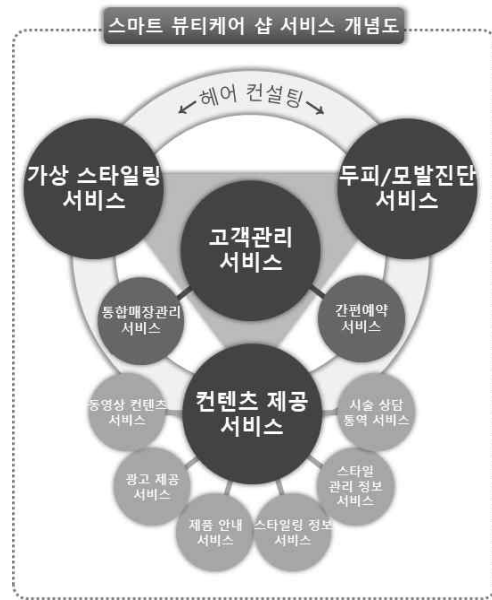 스마트 뷰티케어 샵 서비스 개념도
헤어 컨설팅
가상 스타일링
서비스
두피/모발진단
서비스
고객관리
서비스
통합매장관리
서비스
간편예약
서비스
컨텐츠 제공
서비스
동영상 컨텐츠
서비스
시술 상담
통역 서비스
광고 제공
서비스
스타일
관리 정보
서비스
제품 안내
서비스
스타일링 정보
서비스